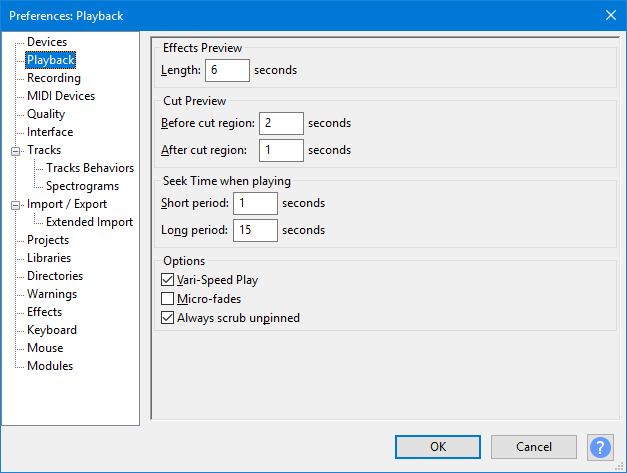 Preferences: Playback
Devices
Playback
Recording
MIDI Devices
Quality
Interface
Tracks
Tracks Behaviors
Spectrograms
Import / Export
Extended Import
Projects
Libraries
Directories
Warnings
Effects
Keyboard
Mouse
Modules
Effects Preview
Length: 6 seconds
Cut Preview
Before cut region: 2 seconds
After cut region: 1 seconds
Seek Time when playing
Short period: 1 seconds
Long period: 15 seconds
Options
Vari-Speed Play
Micro-fades
Always scrub unpinned
OK Cancel ?